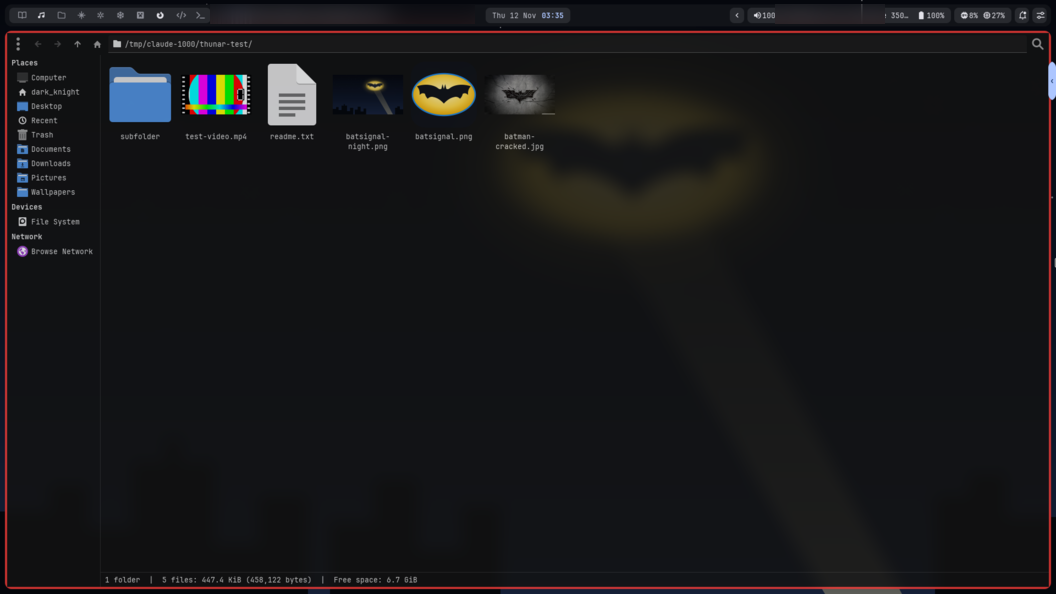 Thu 12 Nov 03:35
100
350… 100% 8% 27%
/tmp/claude-1000/thunar-test/
Places
Computer
dark_knight
Desktop
Recent
Trash
Documents
Downloads
Pictures
Wallpapers
Devices
File System
Network
Browse Network
subfolder
test-video.mp4
readme.txt
batsignal-
night.png
batsignal.png
batman-
cracked.jpg
1 folder | 5 files: 447.4 KiB (458,122 bytes) | Free space: 6.7 GiB